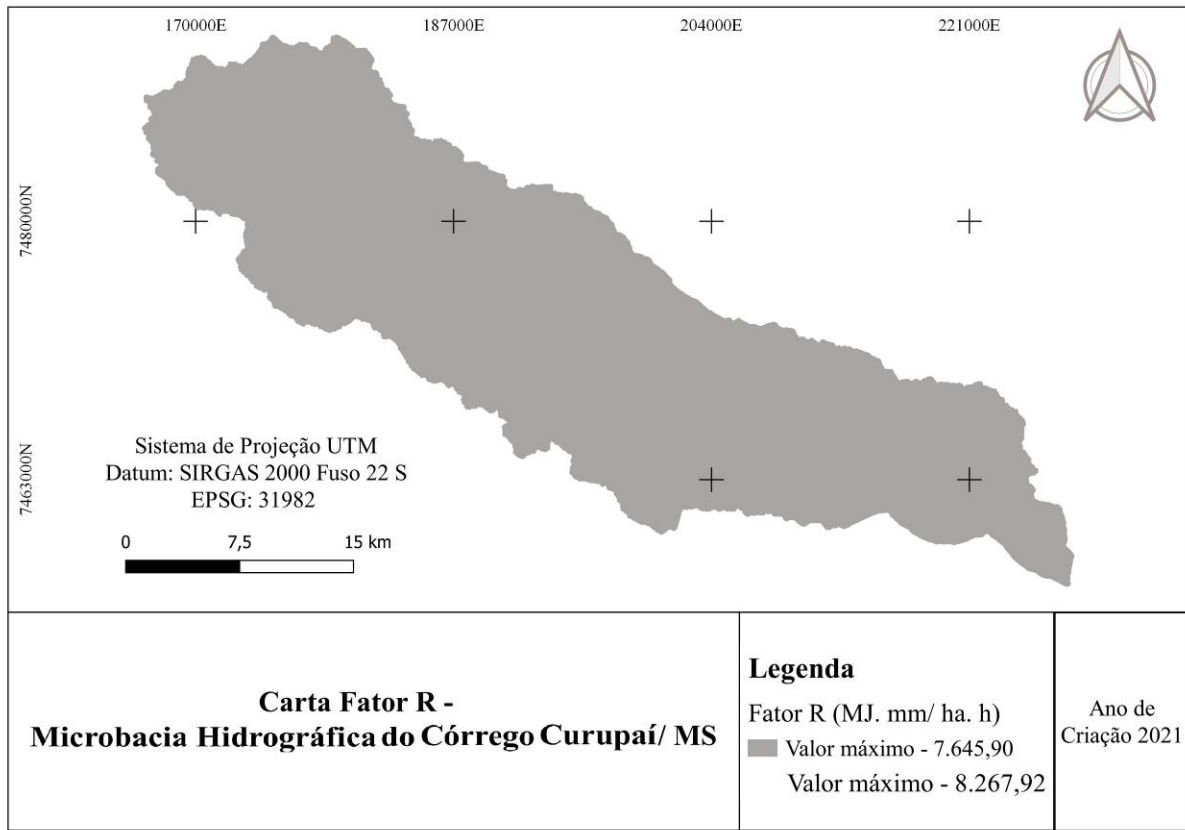 170000E
187000E
204000E
221000E
7480000N
7463000N
Sistema de Projeção UTM
Datum: SIRGAS 2000 Fuso 22 S
EPSG: 31982
0 7,5 15 km
Carta Fator R -
Microbacia Hidrográfica do Córrego Curupaí/ MS
Legenda
Fator R (MJ. mm/ ha. h)
Valor máximo - 7.645,90
Valor máximo - 8.267,92
Ano de
Criação 2021